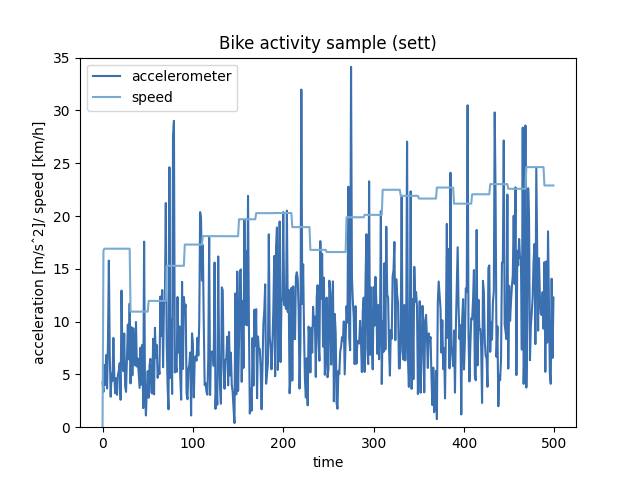 Bike activity sample (sett)
accelerometer
speed
acceleration [m/s^2]/ speed [km/h]
35
30
25
20
15
10
5
0
0 100 200 300 400 500
time